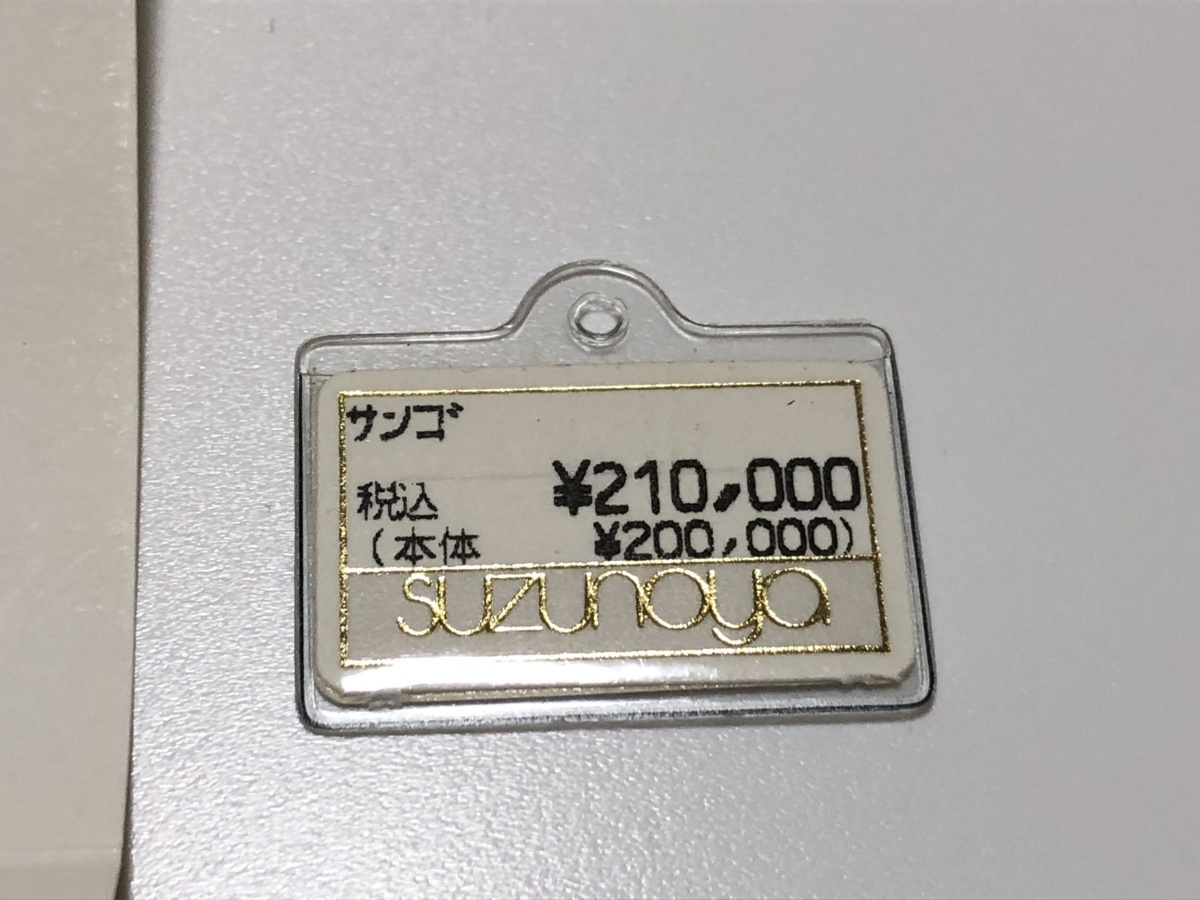 サンゴ
税込 ¥210,000
(本体 ¥200,000)
suzunoya